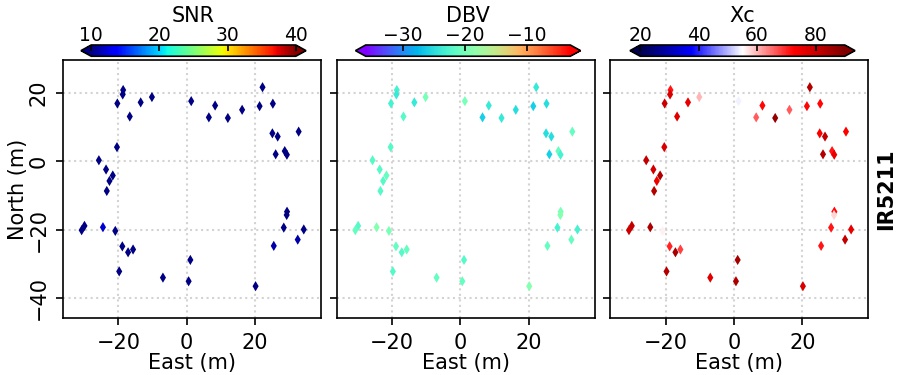 SNR DBV Xc
10 20 30 40 −30 −20 −10 20 40 60 80
20
0
−20
−40
North (m)
−20 0 20 −20 0 20 −20 0 20
East (m) East (m) East (m)
IR5211